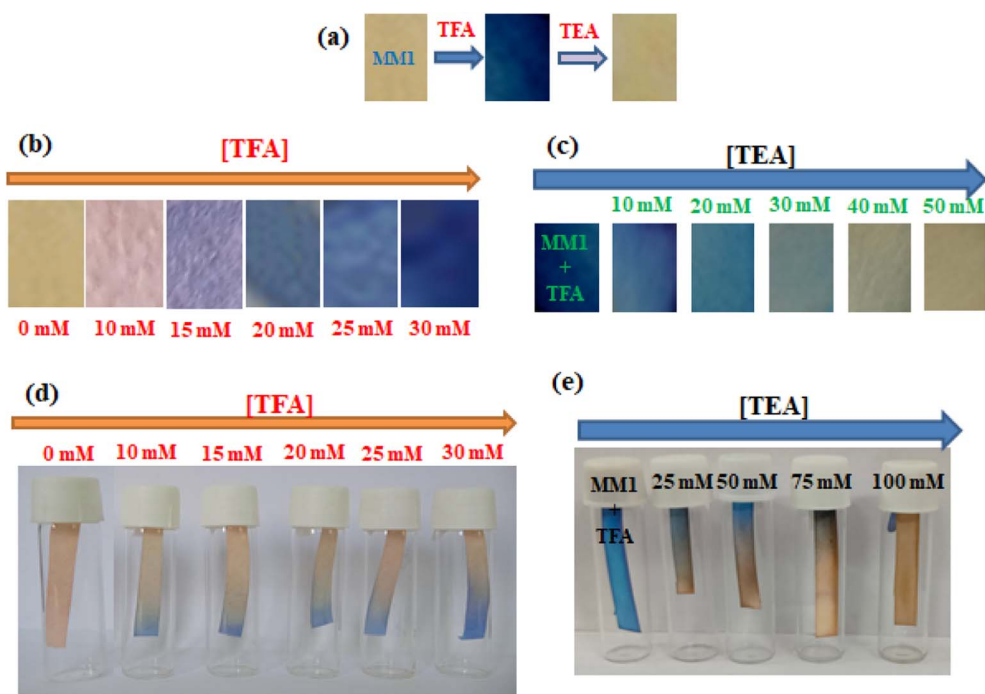 (a)
TFA
TEA
MM1
(b)
[TFA]
0 mM 10 mM 15 mM 20 mM 25 mM 30 mM
(c)
[TEA]
10 mM 20 mM 30 mM 40 mM 50 mM
MM1
+
TFA
(d)
[TFA]
0 mM 10 mM 15 mM 20 mM 25 mM 30 mM
(e)
[TEA]
MM1
+
TFA
25 mM 50 mM 75 mM 100 mM